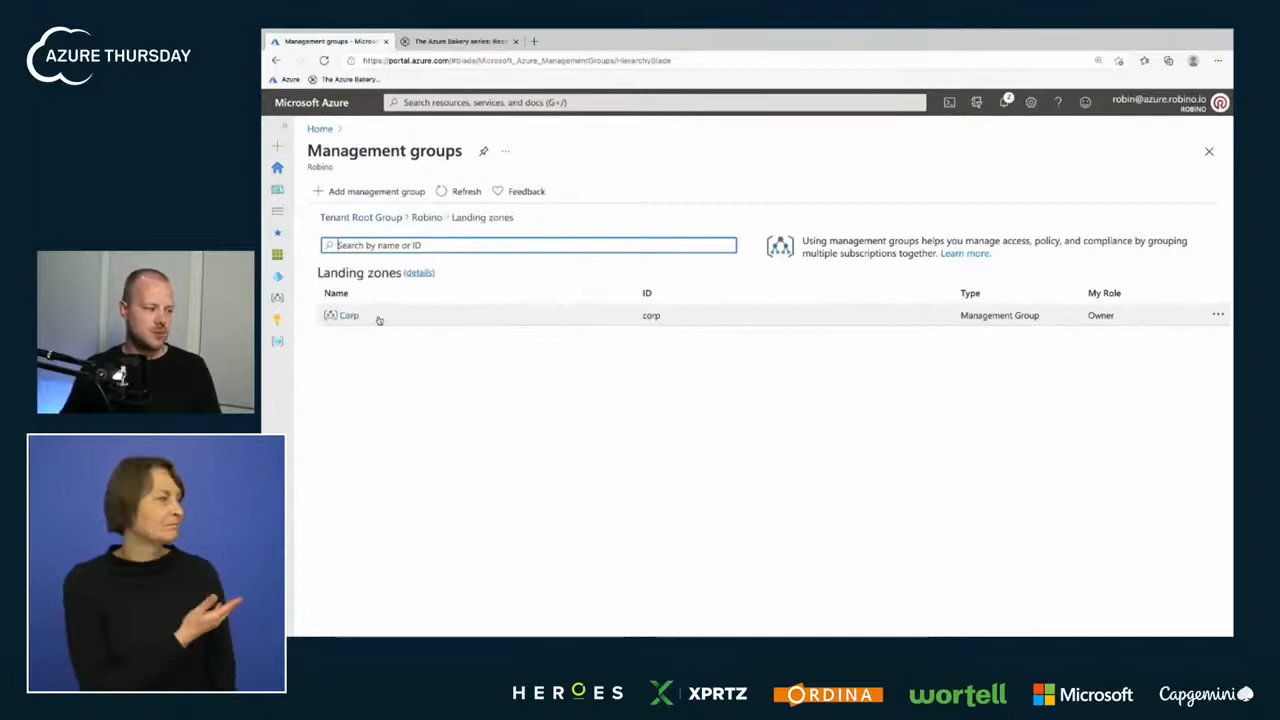 AZURE THURSDAY
Management groups - Micros
The Azure Bakery series: Res
https://portal.azure.com/#blade/Microsoft_Azure_ManagementGroups/HierarchyBlade
Azure
The Azure Bakery...
Microsoft Azure
Search resources, services, and docs (G+/)
2
robin@azure.robino.io
ROBINO
Home
Management groups
Robino
Add management group
Refresh
Feedback
Tenant Root Group > Robino > Landing zones
Search by name or ID
Using management groups helps you manage access, policy, and compliance by grouping
multiple subscriptions together. Learn more.
Landing zones (details)
Name ID Type My Role
Corp corp Management Group Owner
HEROES
XPRTZ
ORDINA
wortell
Microsoft
Capgemini